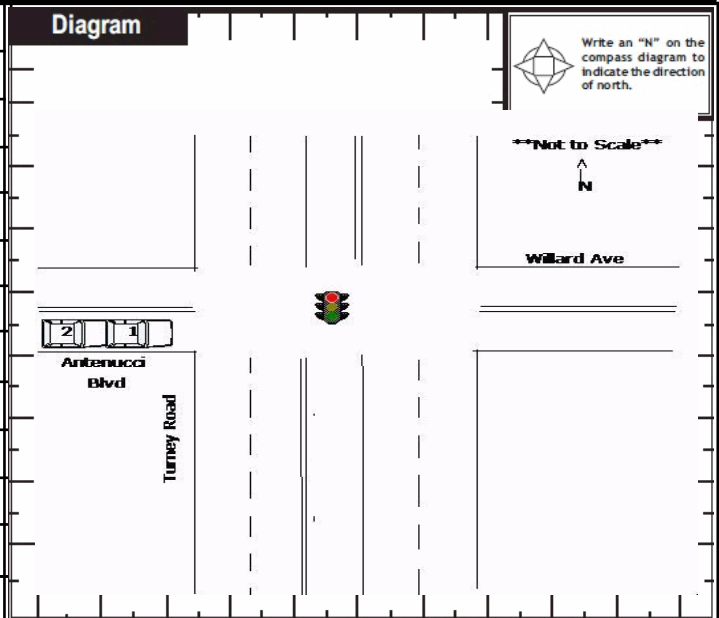 Diagram
Write an “N” on the
compass diagram to
indicate the direction
of north.
**Not to Scale**
N
Willard Ave
2 1
Antenucci
Blvd
Turney Road